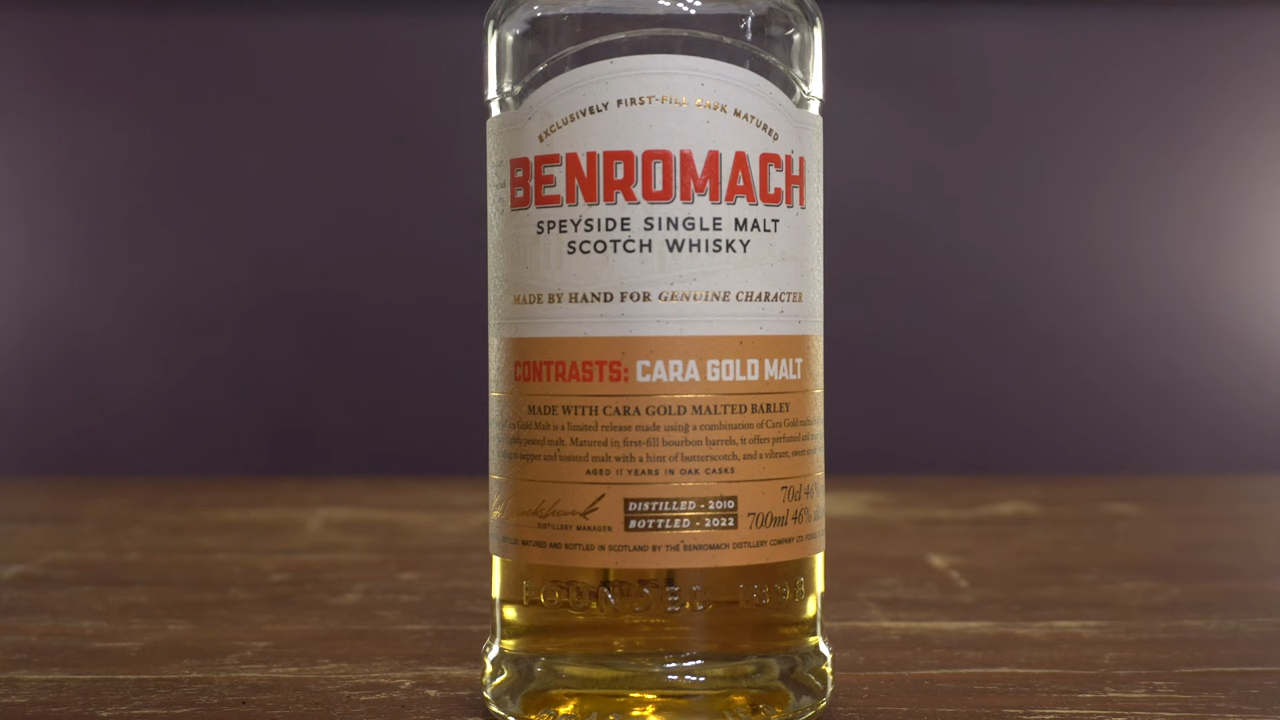 EXCLUSIVELY FIRST-FILL CASK MATURED
BENROMACH
SPEYSIDE SINGLE MALT
SCOTCH WHISKY
MADE BY HAND FOR GENUINE CHARACTER
CONTRASTS: CARA GOLD MALT
MADE WITH CARA GOLD MALTED BARLEY
Cara Gold Malt is a limited release made using a combination of Cara Gold malted
peated malt. Matured in first-fill bourbon barrels, it offers perfumed and
pepper and toasted malt with a hint of butterscotch, and a vibrant, sweet
AGED 11 YEARS IN OAK CASKS
DISTILLERY MANAGER
DISTILLED - 2010
BOTTLED - 2022
70cl 46%
700ml 46%
MATURED AND BOTTLED IN SCOTLAND BY THE BENROMACH DISTILLERY COMPANY LTD.
FOUNDED 1898